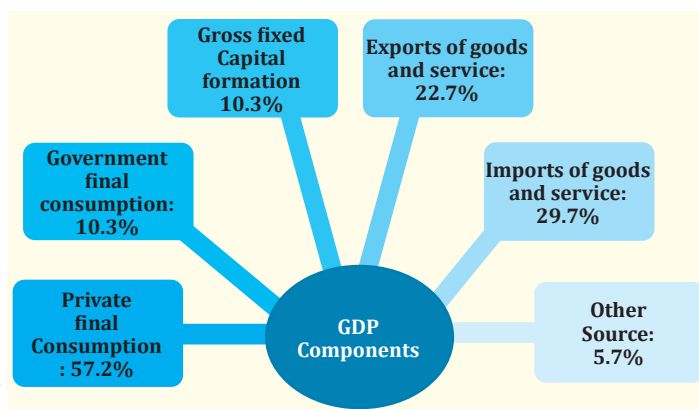 Gross fixed
Capital
formation
10.3%
Exports of goods
and service:
22.7%
Government
final
consumption:
10.3%
Imports of goods
and service:
29.7%
Private
final
Consumption
: 57.2%
GDP
Components
Other
Source:
5.7%